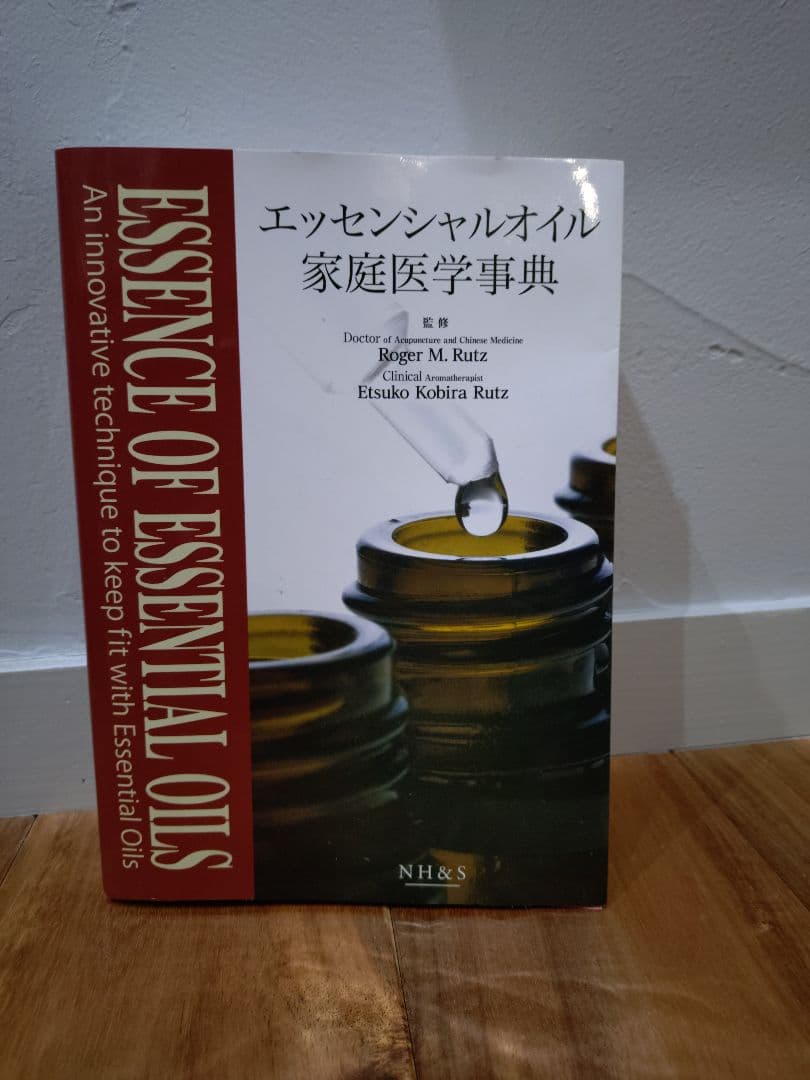 ESSENCE OF ESSENTIAL OILS
An innovative technique to keep fit with Essential Oils
エッセンシャルオイル
家庭医学事典
監修
Doctor of Acupuncture and Chinese Medicine
Roger M. Rutz
Clinical Aromatherapist
Etsuko Kobira Rutz
NH&S